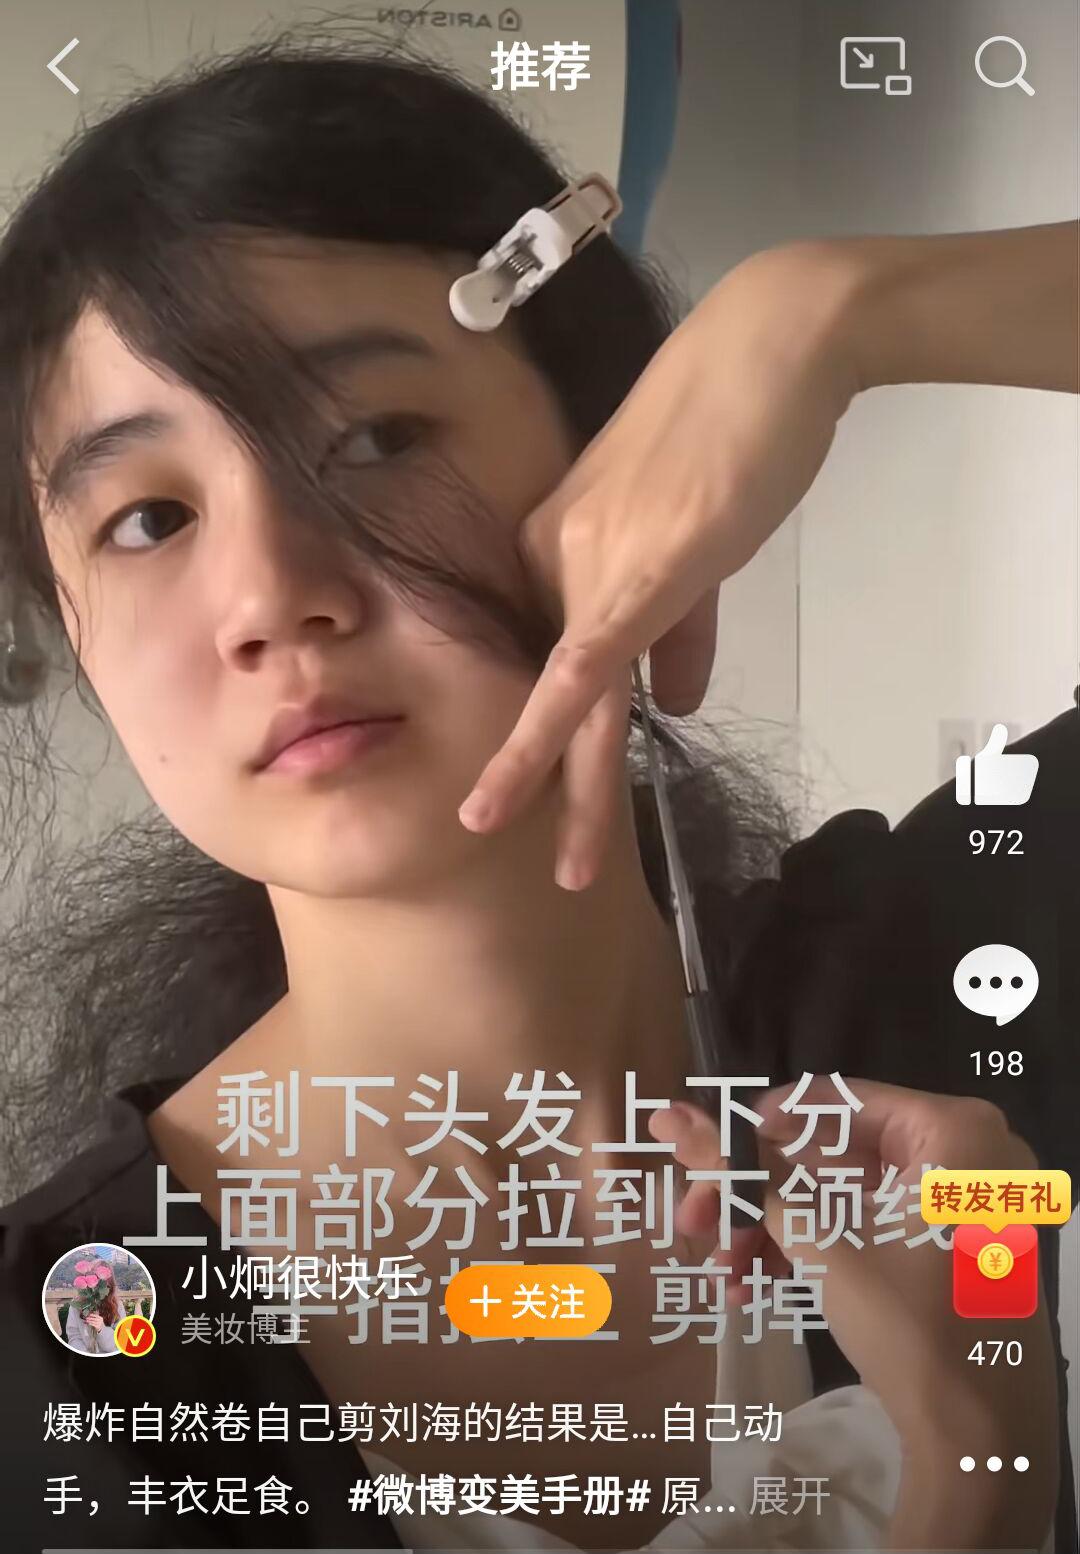 ARISTON
推荐
972
198
剩下头发上下分
上面部分拉到下颌线
转发有礼
小炯很快乐
+关注
手指
剪掉
美妆博主
470
爆炸自然卷自己剪刘海的结果是...自己动
手，丰衣足食。 #微博变美手册# 原... 展开